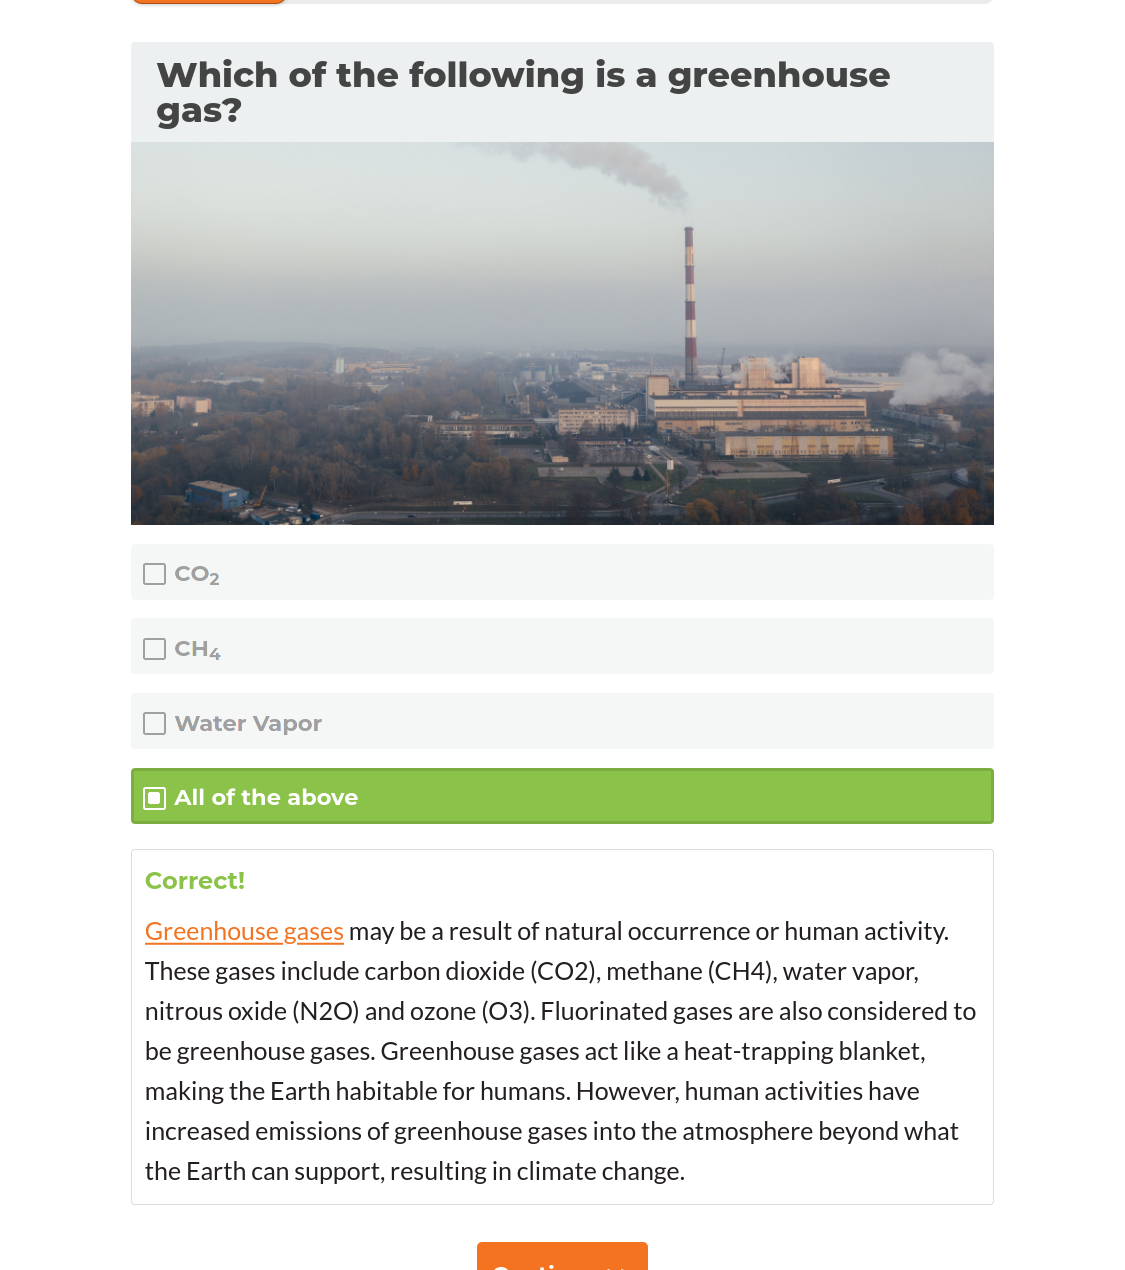 Which of the following is a greenhouse
gas?
CO₂
CH₄
Water Vapor
All of the above
Correct!
Greenhouse gases may be a result of natural occurrence or human activity.
These gases include carbon dioxide (CO2), methane (CH4), water vapor,
nitrous oxide (N2O) and ozone (O3). Fluorinated gases are also considered to
be greenhouse gases. Greenhouse gases act like a heat-trapping blanket,
making the Earth habitable for humans. However, human activities have
increased emissions of greenhouse gases into the atmosphere beyond what
the Earth can support, resulting in climate change.